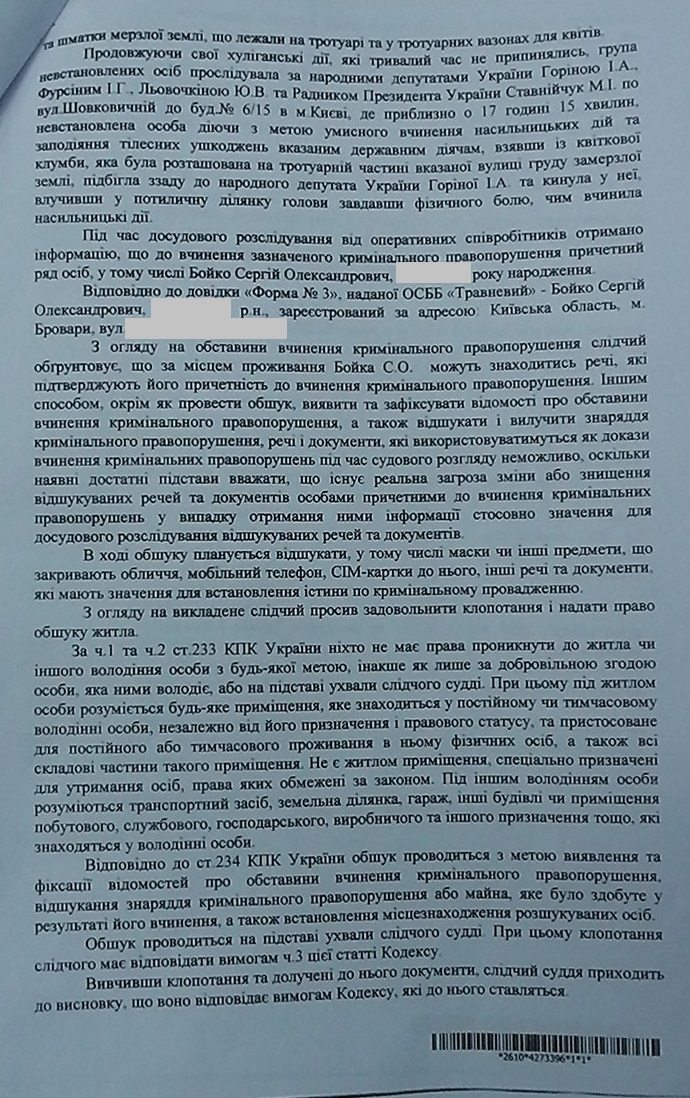 та шматки мерзлої землі, що лежали на тротуарі та у тротуарних вазонах для квітів.
Продовжуючи свої хуліганські дії, які тривалий час не припинялись, група
невстановлених осіб прослідувала за народними депутатами України Горіною І.А.,
Фурсіним І.Г., Льовочкіною Ю.В. та Радником Президента України Ставнійчук М.І. по
вул.Шовковичній до буд.№ 6/15 в м.Києві, де приблизно о 17 годині 15 хвилин,
невстановлена особа діючи з метою умисного вчинення насильницьких дій та
заподіяння тілесних ушкоджень вказаним державним діячам, взявши із квіткової
клумби, яка була розташована на тротуарній частині вказаної вулиці груду замерзлої
землі, підбігла ззаду до народного депутата України Горіної І.А. та кинула у неї,
влучивши у потиличну ділянку голови завдавши фізичного болю, чим вчинила
насильницькі дії.
Під час досудового розслідування від оперативних співробітників отримано
інформацію, що до вчинення зазначеного кримінального правопорушення причетний
ряд осіб, у тому числі Бойко Сергій Олександрович, року народження.
Відповідно до довідки «Форма № 3», наданої ОСББ «Травневий» - Бойко Сергій
Олександрович, р.н., зареєстрований за адресою: Київська область, м.
Бровари, вул.
З огляду на обставини вчинення кримінального правопорушення слідчий
обґрунтовує, що за місцем проживання Бойка С.О. можуть знаходитись речі, які
підтверджують його причетність до вчинення кримінального правопорушення. Іншим
способом, окрім як провести обшук, виявити та зафіксувати відомості про обставини
вчинення кримінального правопорушення, а також відшукати і вилучити знаряддя
кримінального правопорушення, речі і документи, які використовуватимуться як докази
вчинення кримінальних правопорушень під час судового розгляду неможливо, оскільки
наявні достатні підстави вважати, що існує реальна загроза зміни або знищення
відшукуваних речей та документів особами причетними до вчинення кримінальних
правопорушень у випадку отримання ними інформації стосовно значення для
досудового розслідування відшукуваних речей та документів.
В ході обшуку планується відшукати, у тому числі маски чи інші предмети, що
закривають обличчя, мобільний телефон, СІМ-картки до нього, інші речі та документи,
які мають значення для встановлення істини по кримінальному провадженню.
З огляду на викладене слідчий просив задовольнити клопотання і надати право
обшуку житла.
За ч.1 та ч.2 ст.233 КПК України ніхто не має права проникнути до житла чи
іншого володіння особи з будь-якої метою, інакше як лише за добровільною згодою
особи, яка ними володіє, або на підставі ухвали слідчого судді. При цьому під житлом
особи розуміється будь-яке приміщення, яке знаходиться у постійному чи тимчасовому
володінні особи, незалежно від його призначення і правового статусу, та пристосоване
для постійного або тимчасового проживання в ньому фізичних осіб, а також всі
складові частини такого приміщення. Не є житлом приміщення, спеціально призначені
для утримання осіб, права яких обмежені за законом. Під іншим володінням особи
розуміються транспортний засіб, земельна ділянка, гараж, інші будівлі чи приміщення
побутового, службового, господарського, виробничого та іншого призначення тощо, які
знаходяться у володінні особи.
Відповідно до ст.234 КПК України обшук проводиться з метою виявлення та
фіксації відомостей про обставини вчинення кримінального правопорушення,
відшукання знаряддя кримінального правопорушення або майна, яке було здобуте у
результаті його вчинення, а також встановлення місцезнаходження розшукуваних осіб.
Обшук проводиться на підставі ухвали слідчого судді. При цьому клопотання
слідчого має відповідати вимогам ч.3 цієї статті Кодексу.
Вивчивши клопотання та долучені до нього документи, слідчий суддя приходить
до висновку, що воно відповідає вимогам Кодексу, які до нього ставляться.
*2610*4273396*1*1*